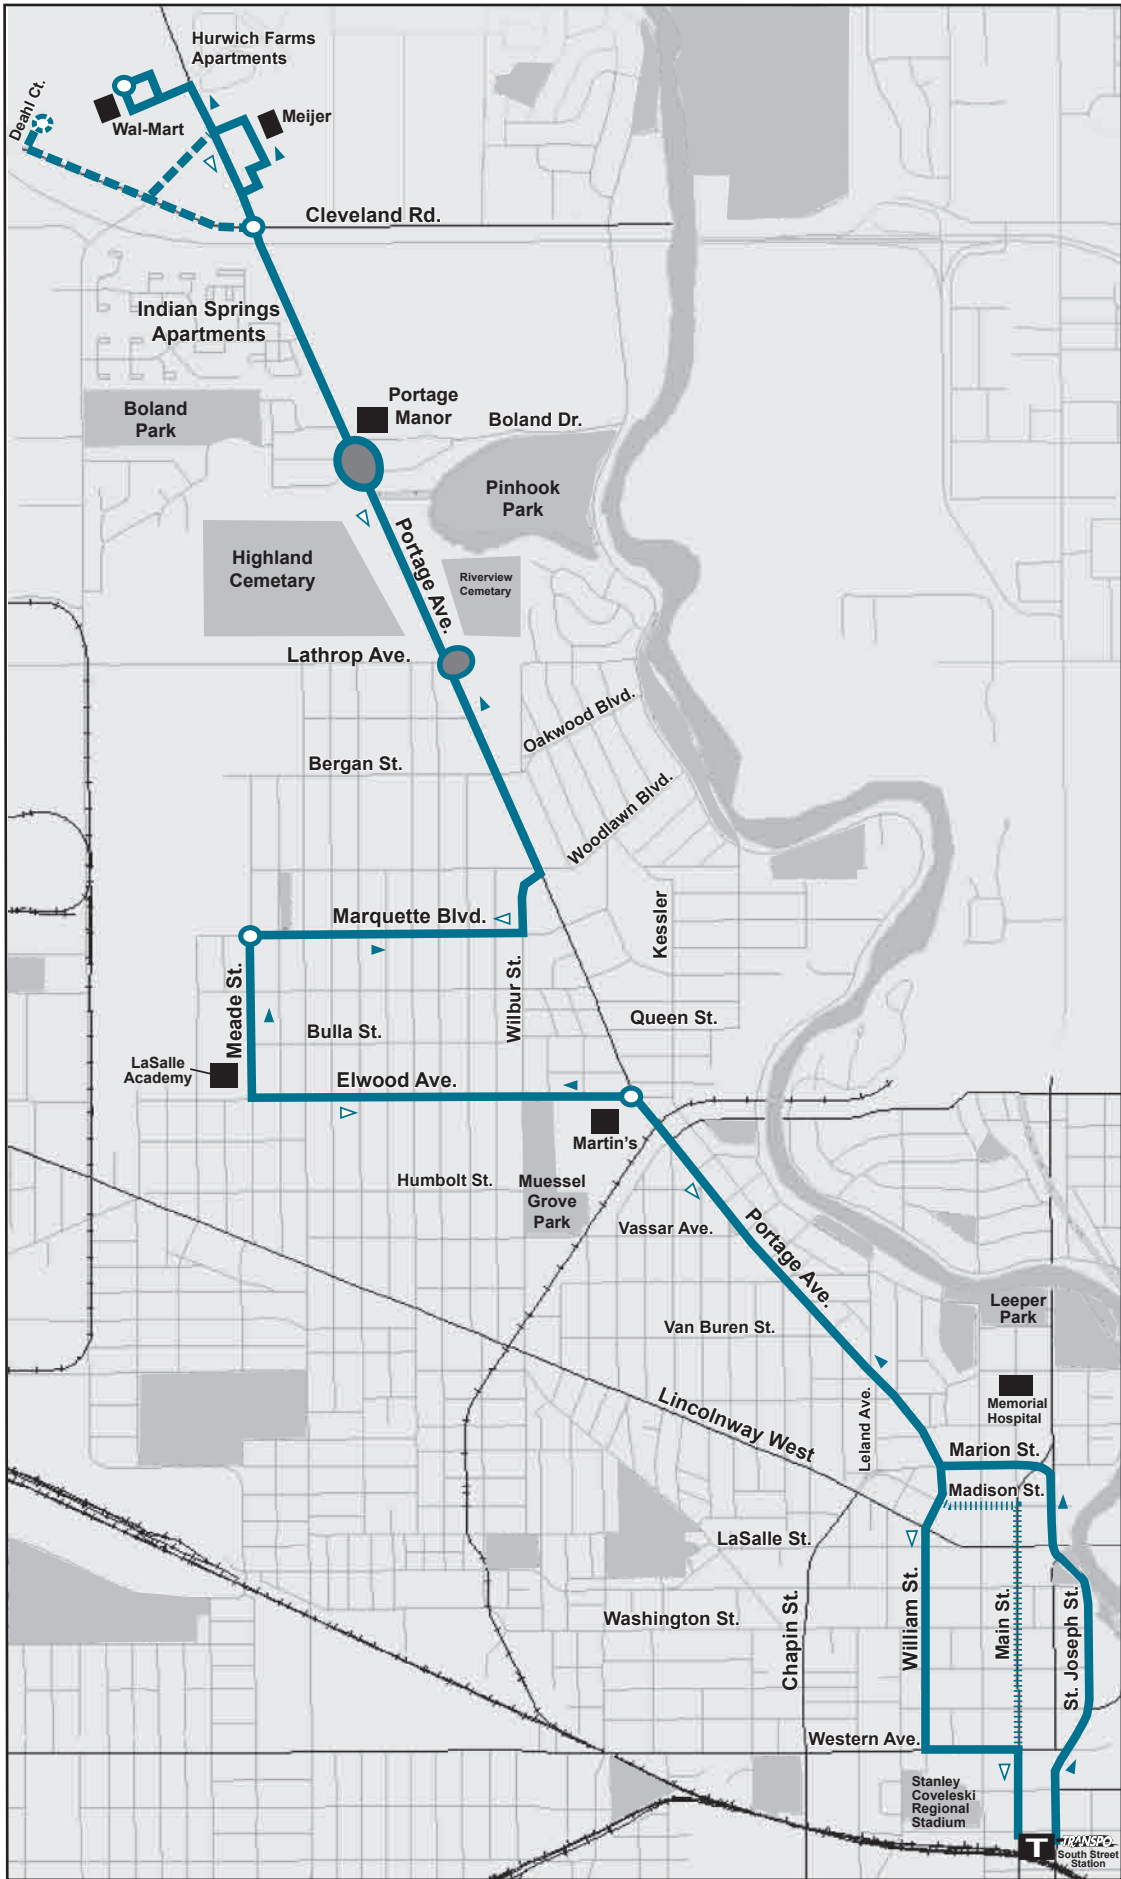 Hurwich Farms
Apartments
Deahl Ct.
Wal-Mart
Meijer
Cleveland Rd.
Indian Springs
Apartments
Portage
Manor
Boland
Park
Boland Dr.
Pinhook
Park
Portage Ave.
Highland
Cemetary
Riverview
Cemetary
Lathrop Ave.
Oakwood Blvd.
Bergan St.
Woodlawn Blvd.
Marquette Blvd.
Kessler
Meade St.
Wilbur St.
Queen St.
Bulla St.
LaSalle
Academy
Elwood Ave.
Martin's
Humbolt St.
Muessel
Grove
Park
Vassar Ave.
Portage Ave.
Leeper
Park
Van Buren St.
Memorial
Hospital
Leland Ave.
Lincolnway West
Marion St.
Madison St.
LaSalle St.
William St.
Main St.
St. Joseph St.
Chapin St.
Washington St.
Western Ave.
Stanley
Coveleski
Regional
Stadium
T
TRANSPO
South Street
Station